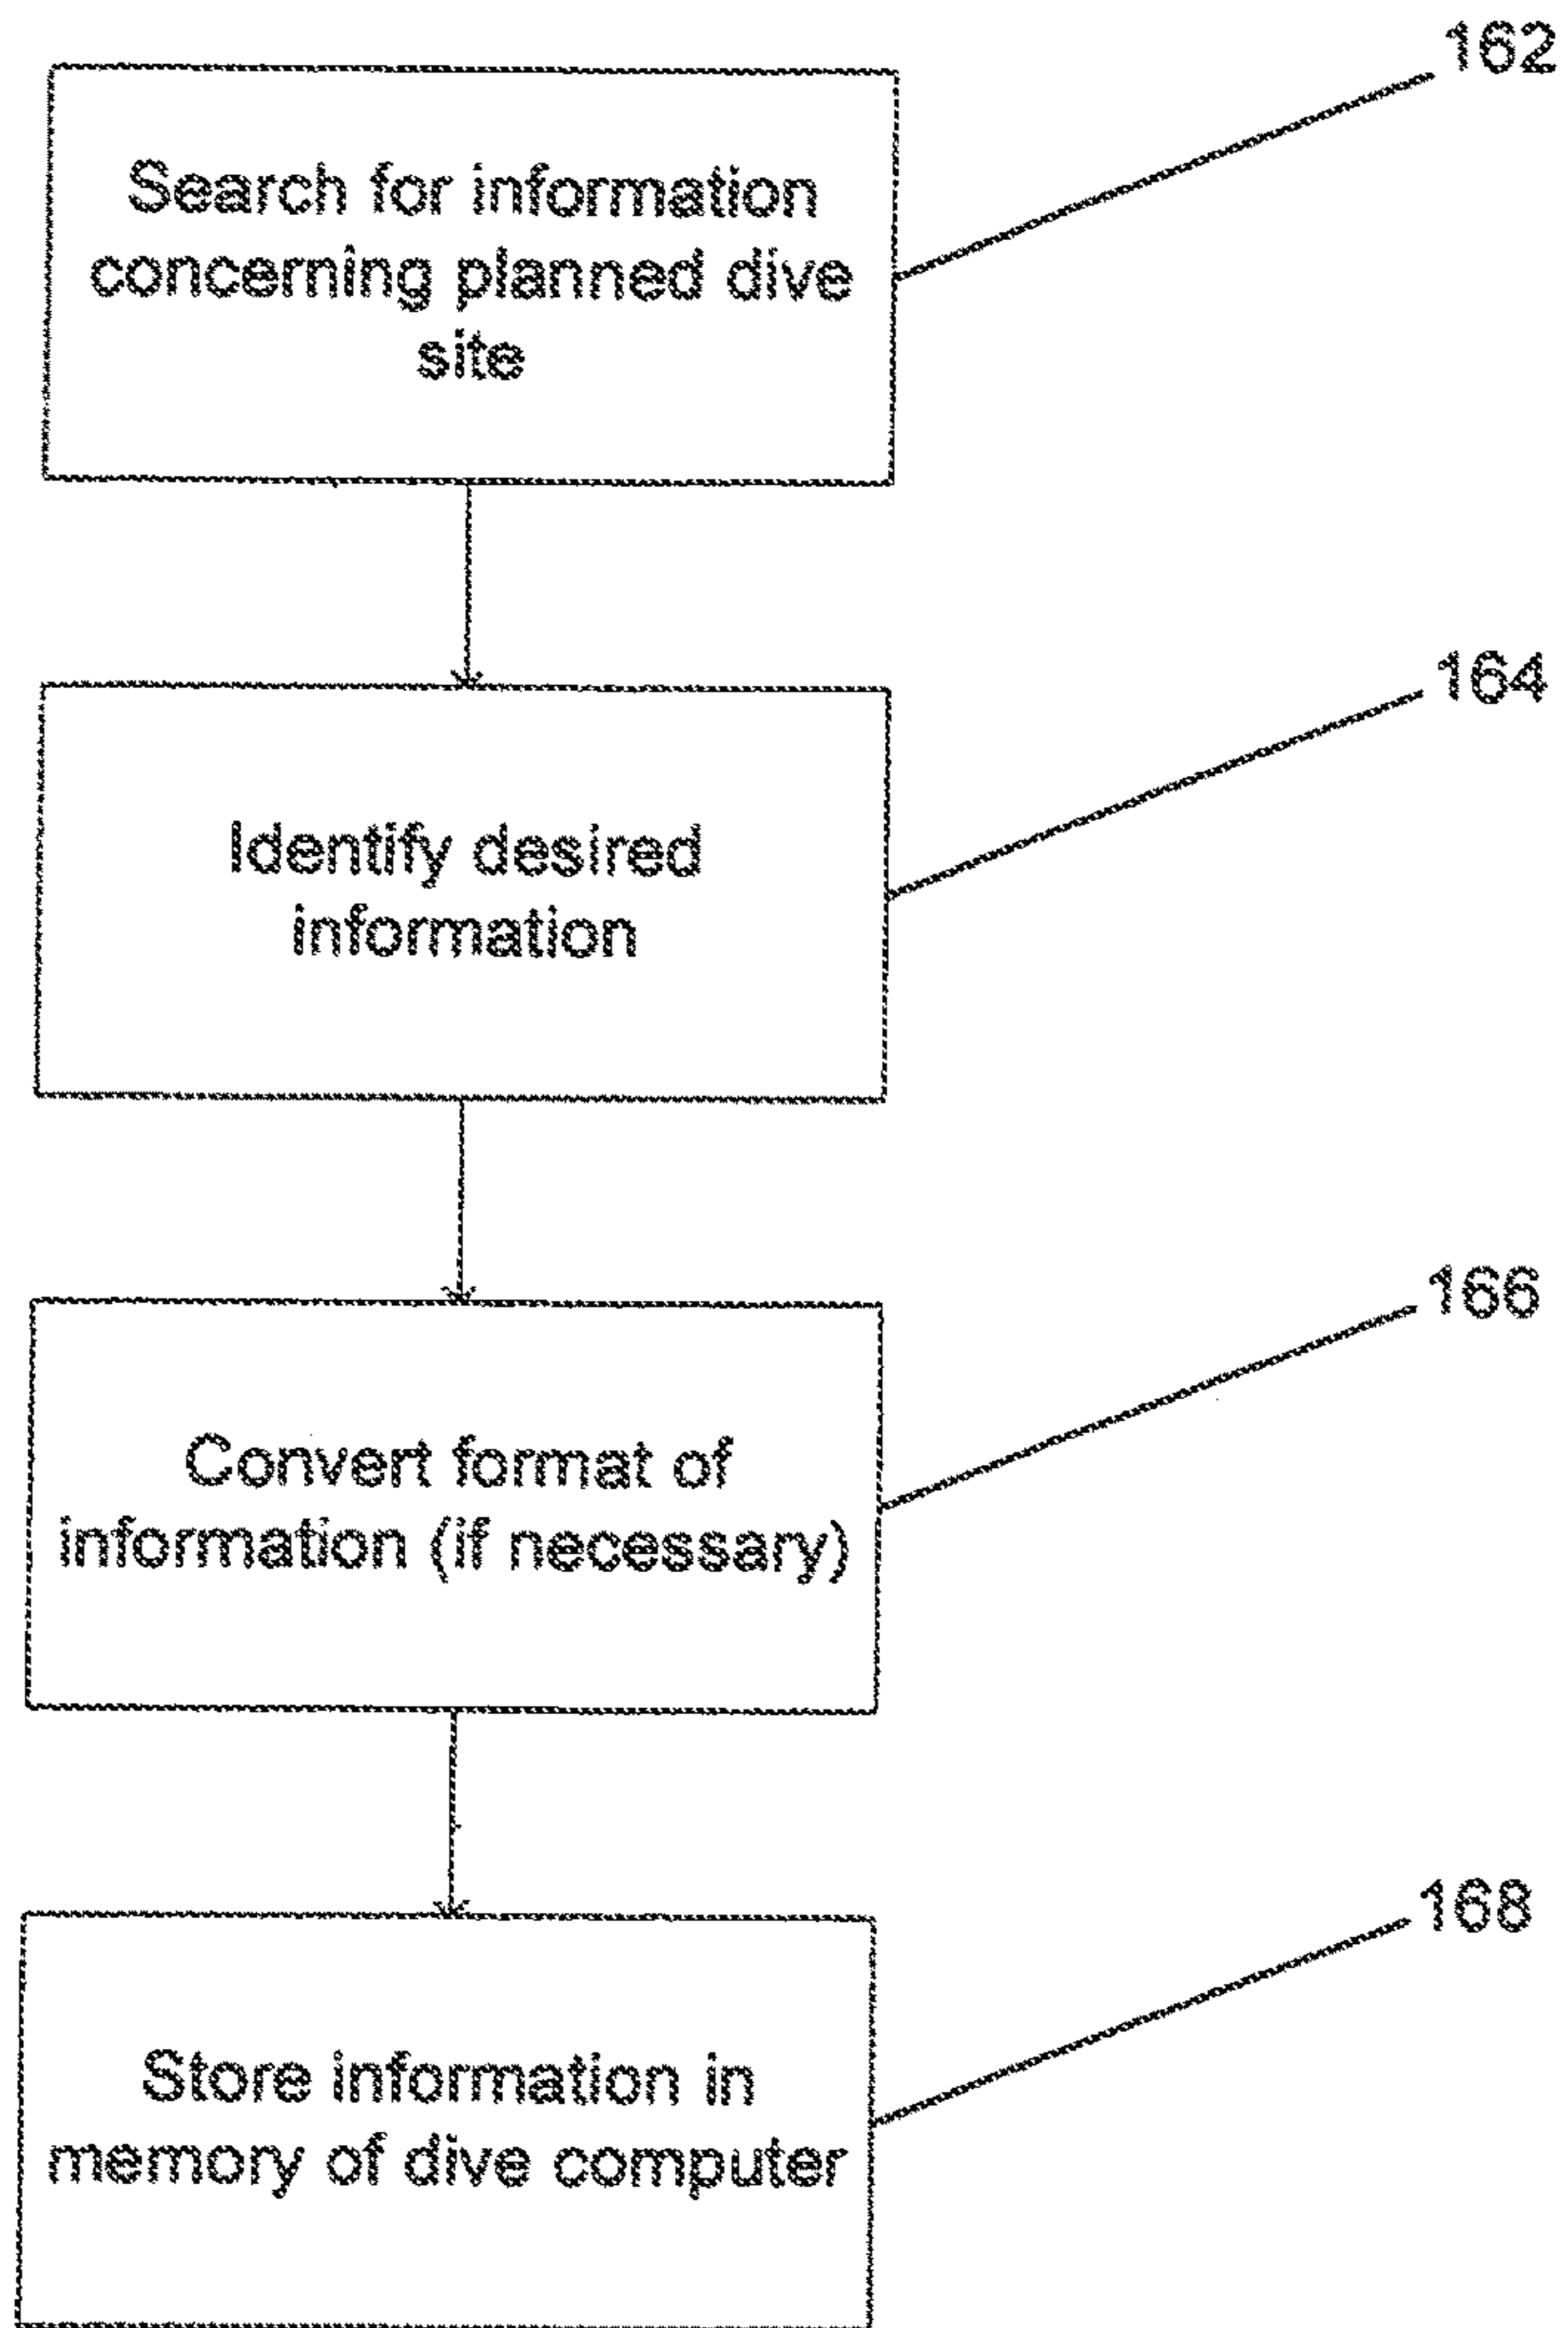 162
Search for information
concerning planned dive
site
164
Identify desired
information
166
Convert format of
information (if necessary)
168
Store information in
memory of dive computer